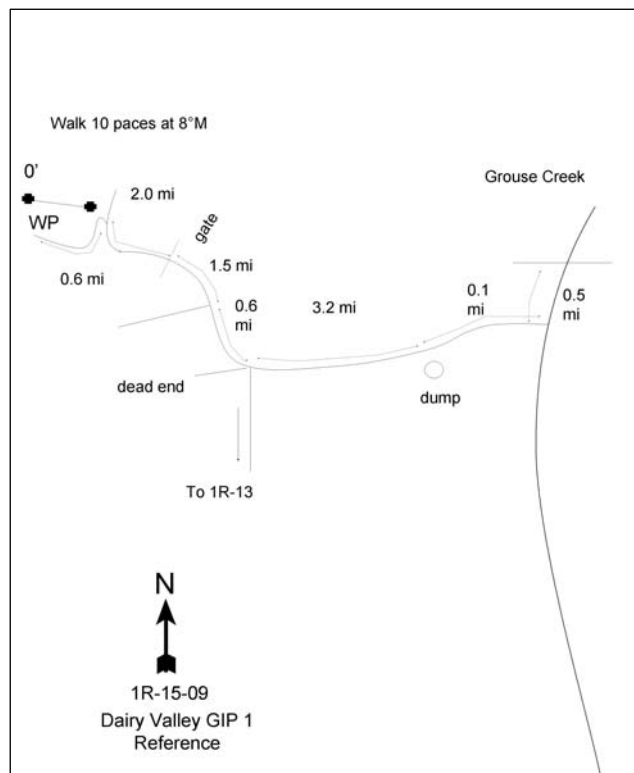 Walk 10 paces at 8°M
0'
2.0 mi
Grouse Creek
WP
gate
0.6 mi
1.5 mi
0.6
mi
3.2 mi
0.1
mi
0.5
mi
dead end
dump
To 1R-13
N
1R-15-09
Dairy Valley GIP 1
Reference